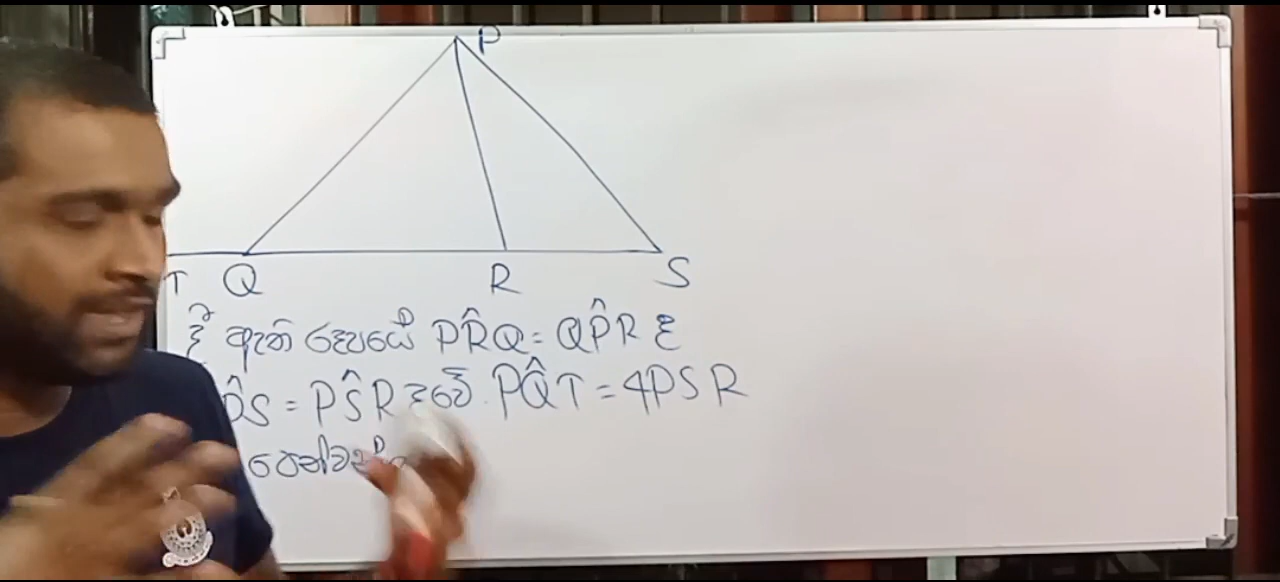 P
T Q R S
දී ඇති රූපයේ PR̂Q = QP̂R ද
P̂S = PŜR ද වේ. PQ̂T = 4PSR
පෙන්වන්න